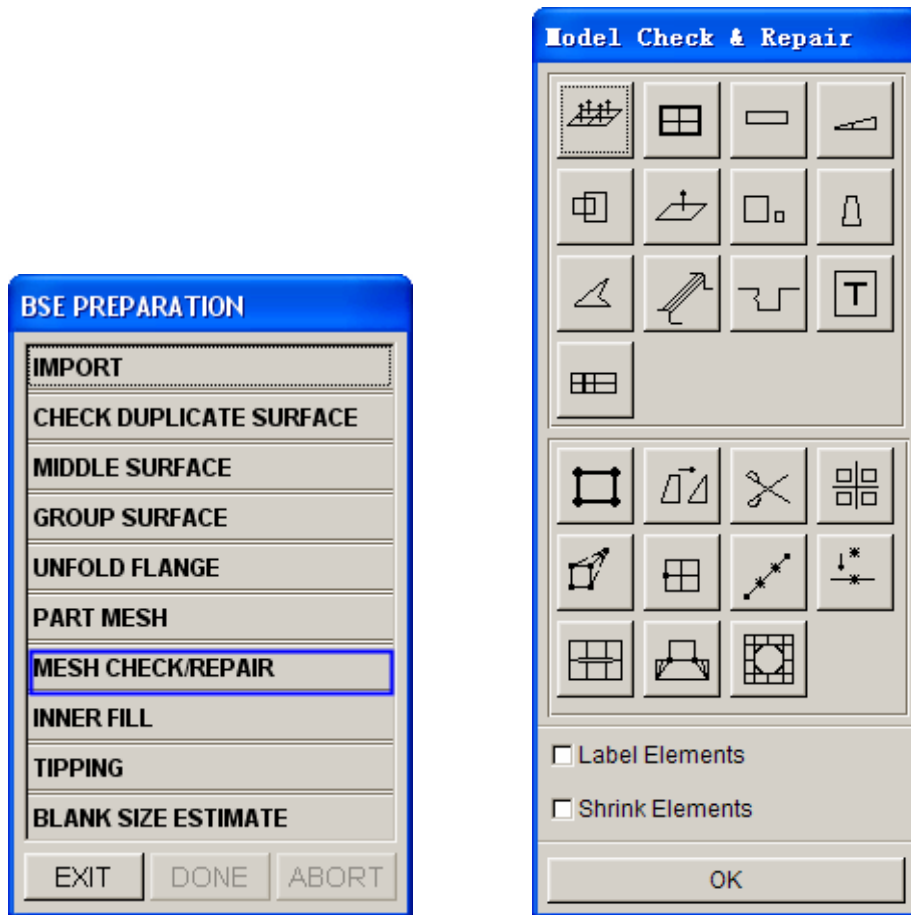 BSE PREPARATION
IMPORT
CHECK DUPLICATE SURFACE
MIDDLE SURFACE
GROUP SURFACE
UNFOLD FLANGE
PART MESH
MESH CHECK/REPAIR
INNER FILL
TIPPING
BLANK SIZE ESTIMATE
EXIT DONE ABORT
Model Check & Repair
T
Label Elements
Shrink Elements
OK